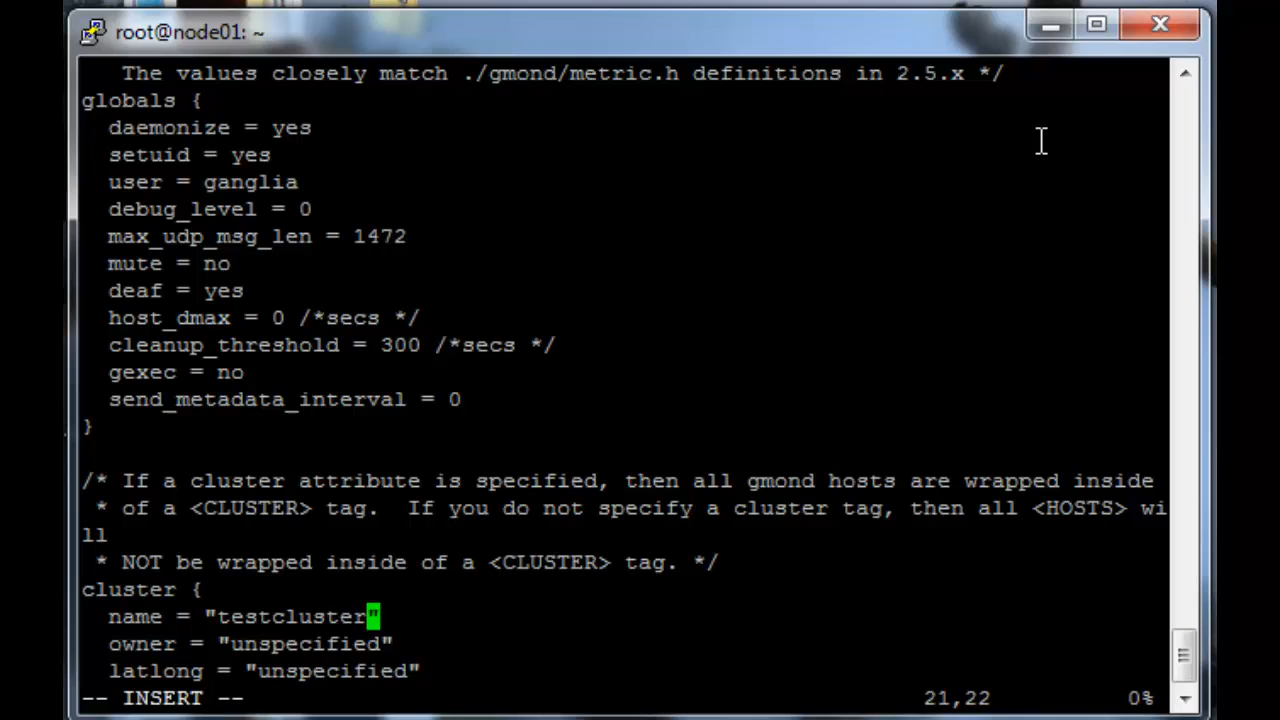 root@node01: ~
The values closely match ./gmond/metric.h definitions in 2.5.x */
globals {
daemonize = yes
setuid = yes
user = ganglia
debug_level = 0
max_udp_msg_len = 1472
mute = no
deaf = yes
host_dmax = 0 /*secs */
cleanup_threshold = 300 /*secs */
gexec = no
send_metadata_interval = 0
}
/* If a cluster attribute is specified, then all gmond hosts are wrapped inside
* of a <CLUSTER> tag.  If you do not specify a cluster tag, then all <HOSTS> wi
ll
* NOT be wrapped inside of a <CLUSTER> tag. */
cluster {
name = "testcluster"
owner = "unspecified"
latlong = "unspecified"
-- INSERT -- 21,22 0%